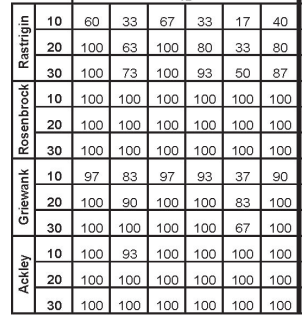 Rastrigin
10 60 33 67 33 17 40
20 100 63 100 80 33 80
30 100 73 100 93 50 87
Rosenbrock
10 100 100 100 100 100 100
20 100 100 100 100 100 100
30 100 100 100 100 100 100
Griewank
10 97 83 97 93 37 90
20 100 90 100 100 83 100
30 100 100 100 100 67 100
Ackley
10 100 93 100 100 100 100
20 100 100 100 100 100 100
30 100 100 100 100 100 100